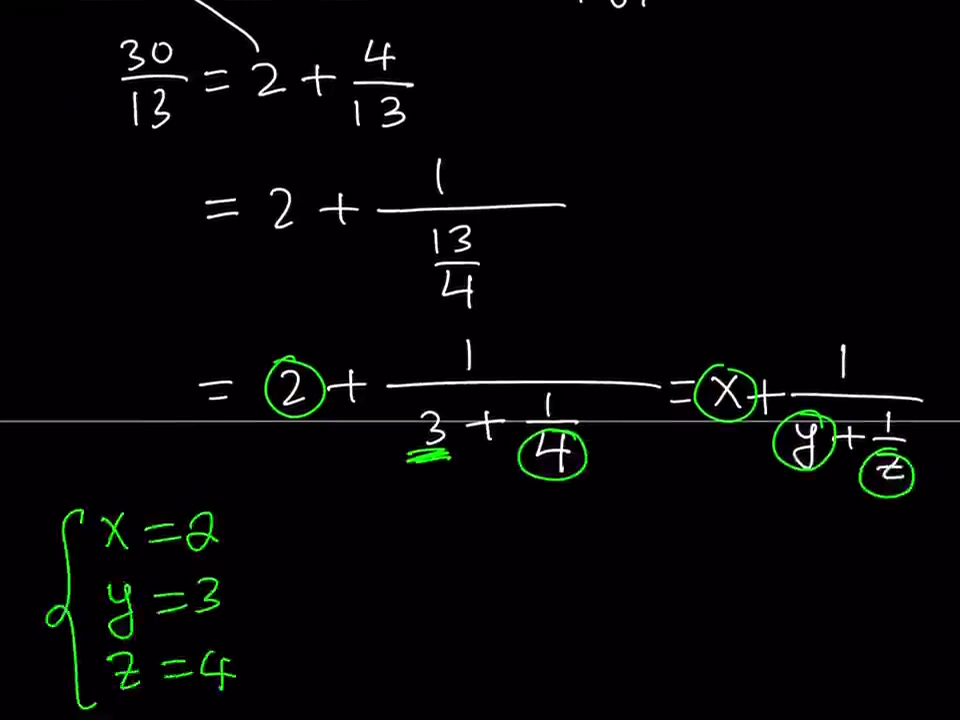 30/13 = 2 + 4/13
= 2 + 1/(13/4)
= 2 + 1/(3 + 1/4) = x + 1/(y + 1/z)
x = 2
y = 3
z = 4